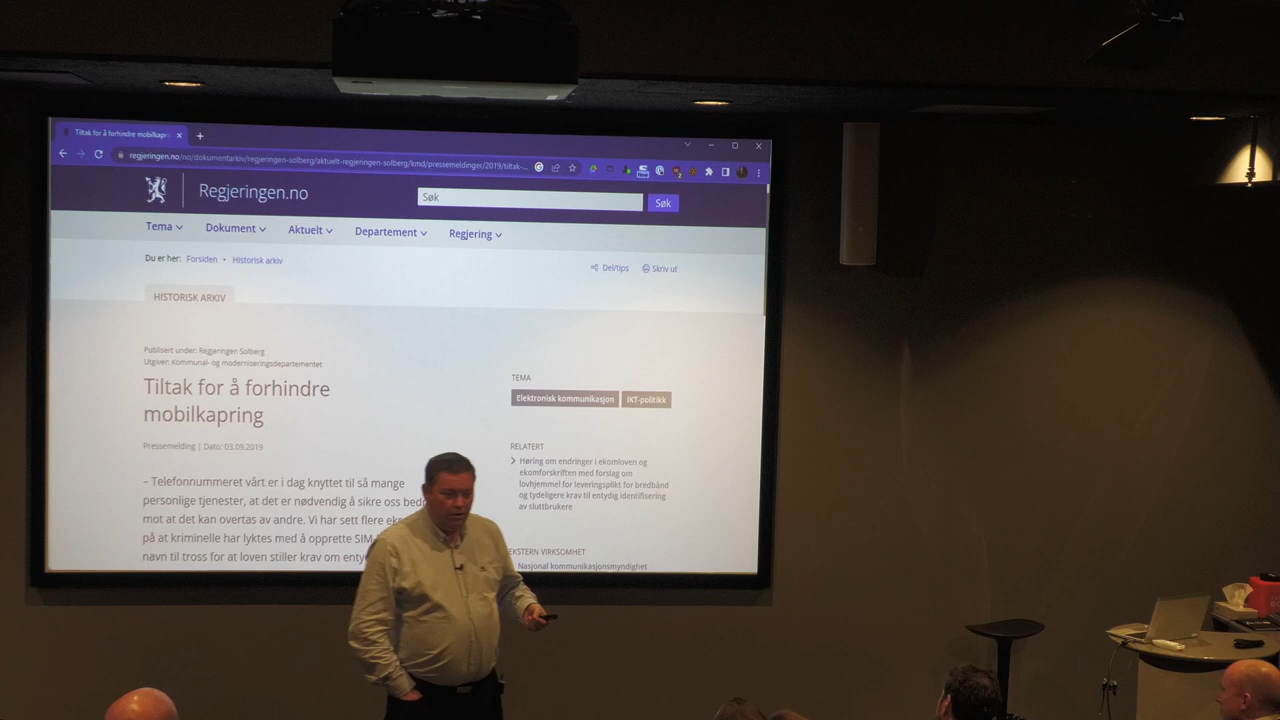 Tiltak for å forhindre mobilkapri
regjeringen.no/no/dokumentarkiv/regjeringen-solberg/aktuelt-regjeringen-solberg/kmd/pressemeldinger/2019/tiltak-...
Regjeringen.no
Søk
Søk
Tema
Dokument
Aktuelt
Departement
Regjering
Du er her: Forsiden • Historisk arkiv
Del/tips
Skriv ut
HISTORISK ARKIV
Publisert under: Regjeringen Solberg
Utgiver: Kommunal- og moderniseringsdepartementet
Tiltak for å forhindre
mobilkapring
Pressemelding | Dato: 03.09.2019
– Telefonnummeret vårt er i dag knyttet til så mange
personlige tjenester, at det er nødvendig å sikre oss bed
mot at det kan overtas av andre. Vi har sett flere eks
på at kriminelle har lyktes med å opprette SIM-
navn til tross for at loven stiller krav om enty
TEMA
Elektronisk kommunikasjon
IKT-politikk
RELATERT
Høring om endringer i ekomloven og
ekomforskriften med forslag om
lovhjemmel for leveringsplikt for bredbånd
og tydeligere krav til entydig identifisering
av sluttbrukere
EKSTERN VIRKSOMHET
Nasjonal kommunikasjonsmyndighet